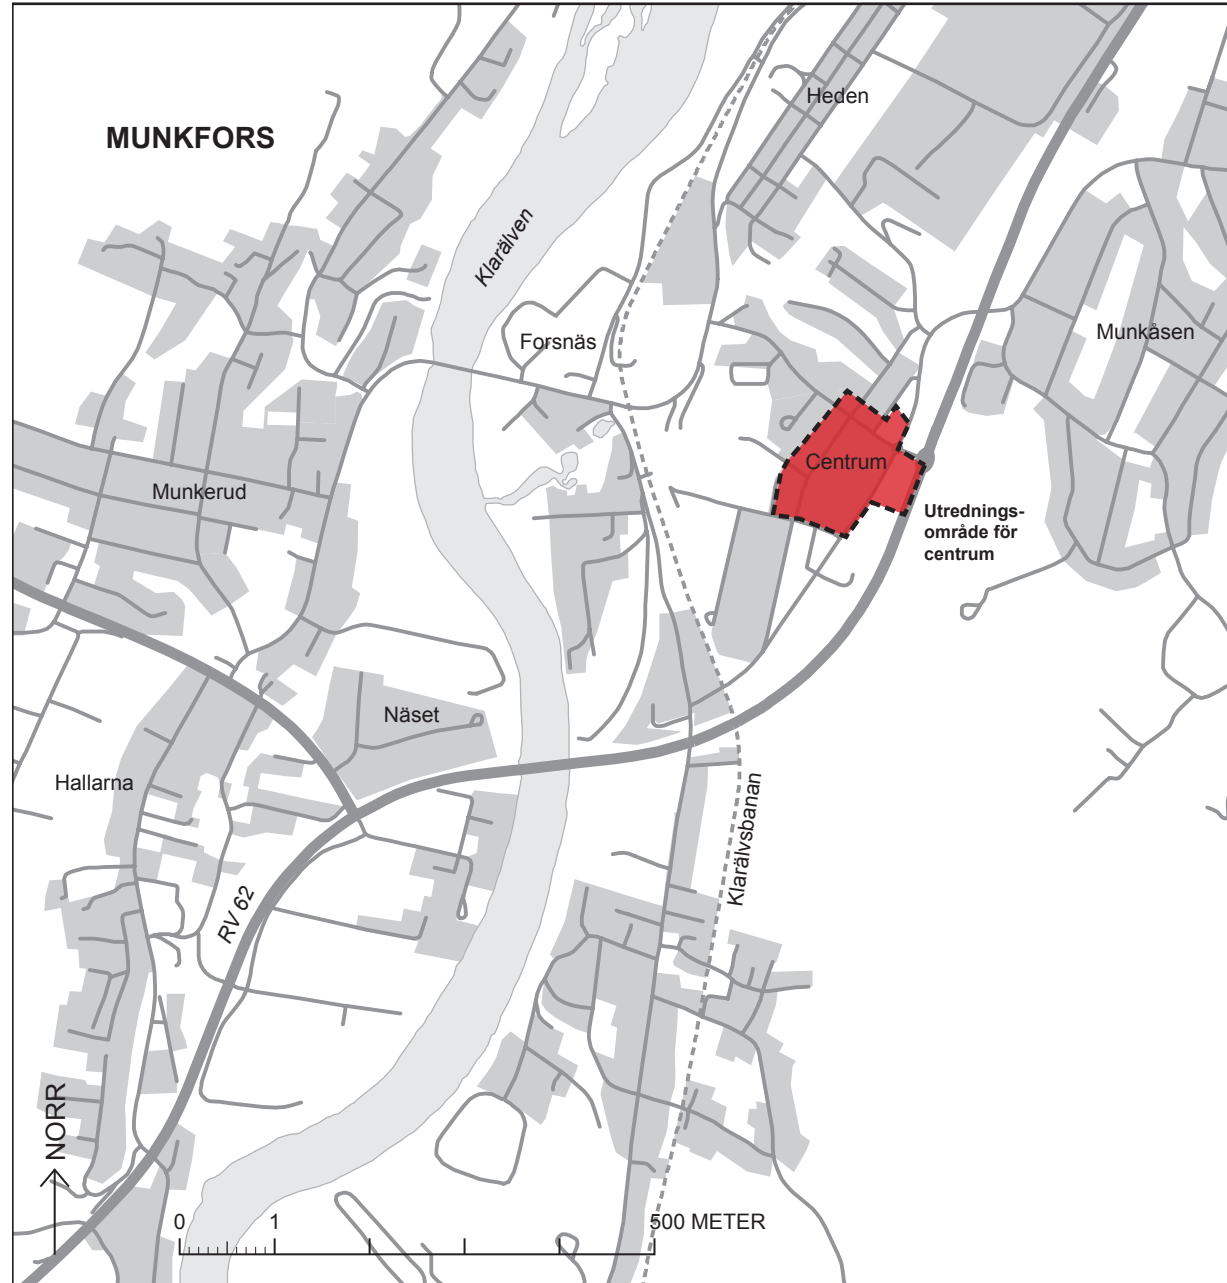 Heden
MUNKFORS
Klarälven
Forsnäs
Munkåsen
Centrum
Munkerud
Utrednings-
område för
centrum
Näset
Hallarna
Klarälvsbanan
RV 62
NORR
0 1 500 METER